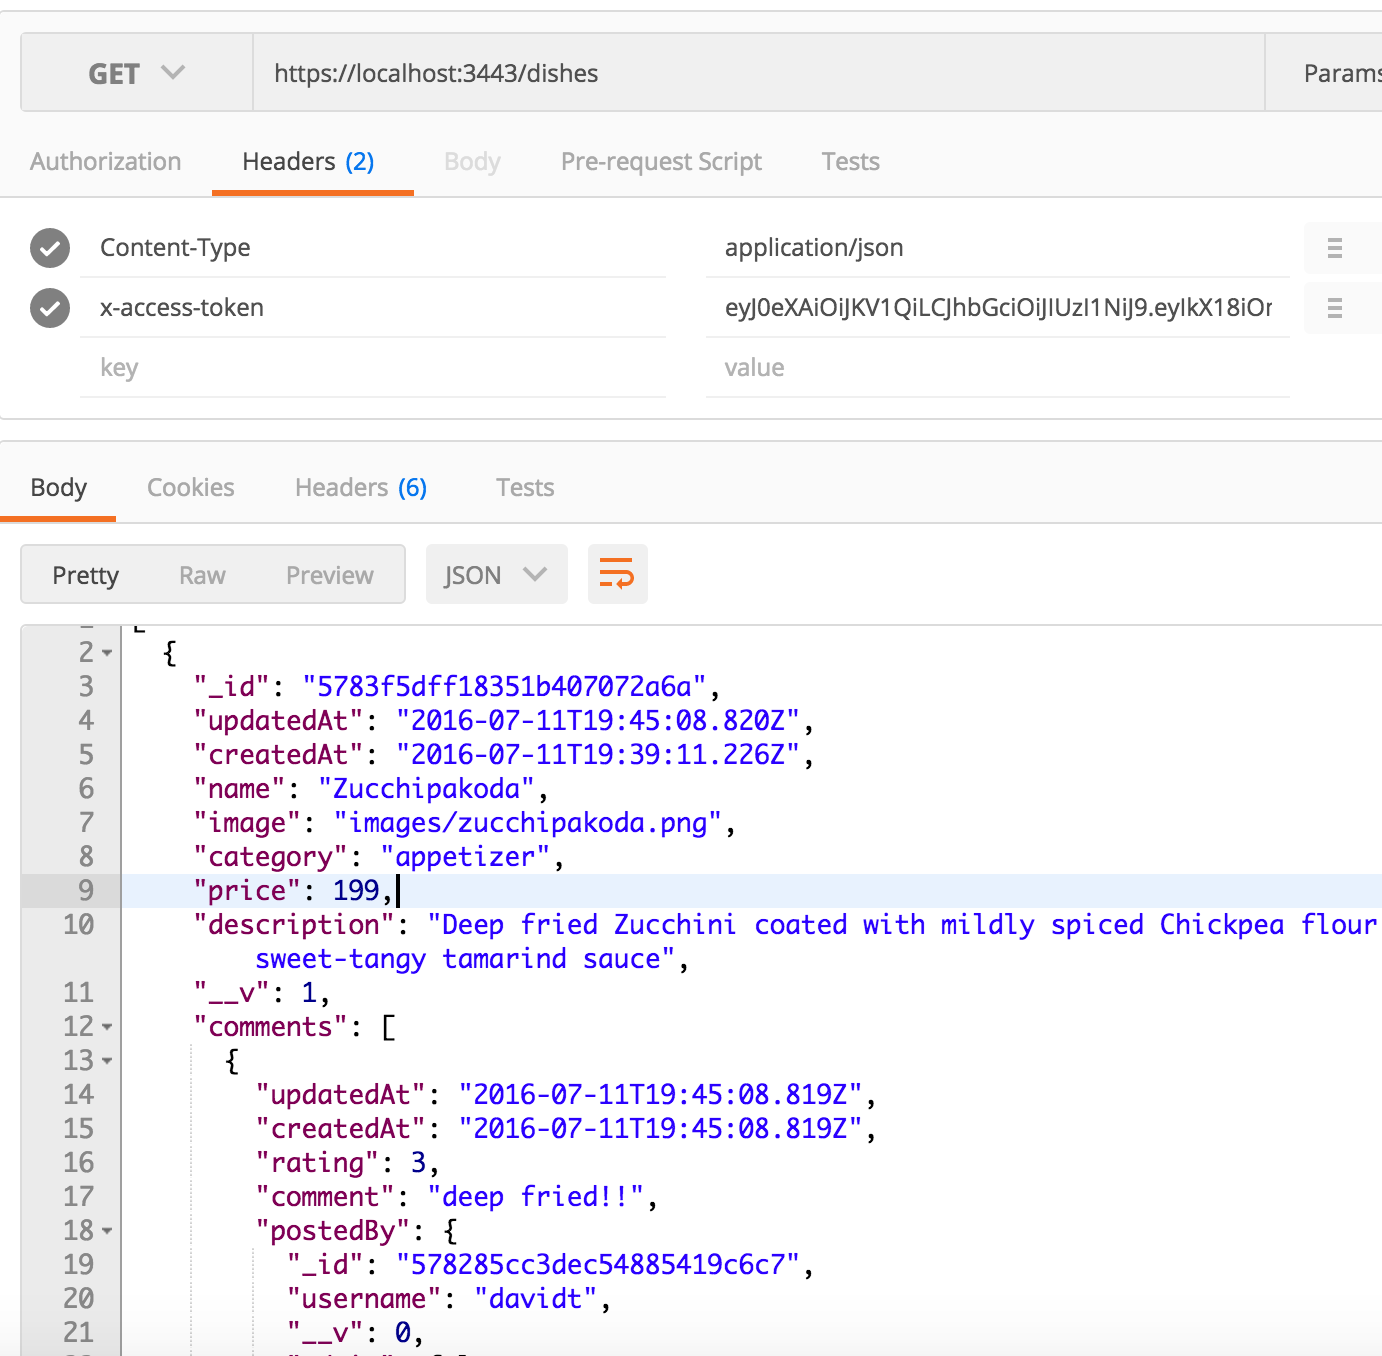 GET https://localhost:3443/dishes Params
Authorization Headers (2) Body Pre-request Script Tests
Content-Type application/json
x-access-token eyJ0eXAiOiJKV1QiLCJhbGciOiJIUzI1NiJ9.eyIkX18iOn
key value
Body Cookies Headers (6) Tests
Pretty Raw Preview JSON
2 {
3 "_id": "5783f5dff18351b407072a6a",
4 "updatedAt": "2016-07-11T19:45:08.820Z",
5 "createdAt": "2016-07-11T19:39:11.226Z",
6 "name": "Zucchipakoda",
7 "image": "images/zucchipakoda.png",
8 "category": "appetizer",
9 "price": 199,
10 "description": "Deep fried Zucchini coated with mildly spiced Chickpea flour
sweet-tangy tamarind sauce",
11 "__v": 1,
12 "comments": [
13 {
14 "updatedAt": "2016-07-11T19:45:08.819Z",
15 "createdAt": "2016-07-11T19:45:08.819Z",
16 "rating": 3,
17 "comment": "deep fried!!",
18 "postedBy": {
19 "_id": "578285cc3dec54885419c6c7",
20 "username": "davidt",
21 "__v": 0,